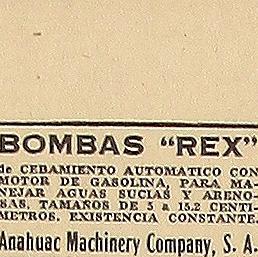 BOMBAS "REX"
de CEBAMIENTO AUTOMATICO CON
MOTOR DE GASOLINA, PARA MA-
NEJAR AGUAS SUCIAS Y ARENO-
SAS, TAMAÑOS DE 5 a 15.2 CENTI-
METROS. EXISTENCIA CONSTANTE.
Anahuac Machinery Company, S. A.